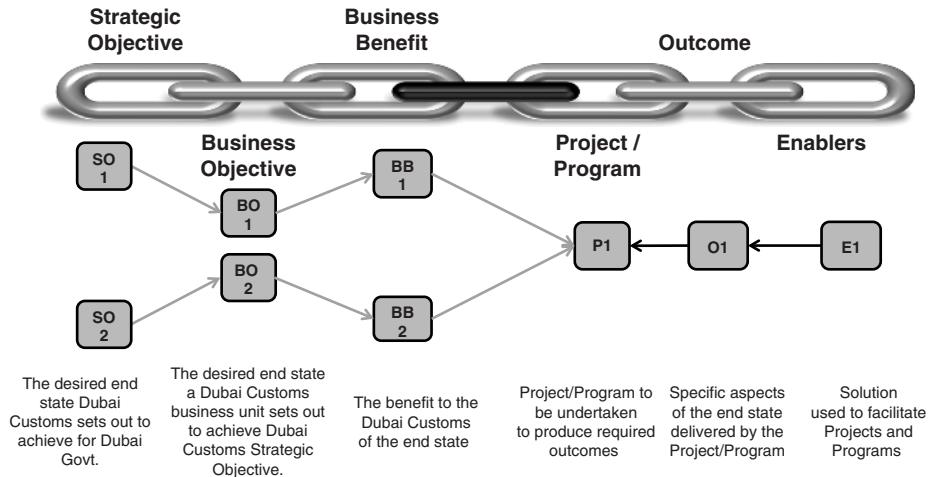 Strategic
Objective
Business
Benefit
Outcome
Business
Objective
Project /
Program
Enablers
SO
1
BO
1
BB
1
P1
O1
E1
BO
2
SO
2
BB
2
The desired end
state Dubai
Customs sets out to
achieve for Dubai
Govt.
The desired end state
a Dubai Customs
business unit sets out
to achieve Dubai
Customs Strategic
Objective.
The benefit to the
Dubai Customs
of the end state
Project/Program to
be undertaken
to produce required
outcomes
Specific aspects
of the end state
delivered by the
Project/Program
Solution
used to facilitate
Projects and
Programs